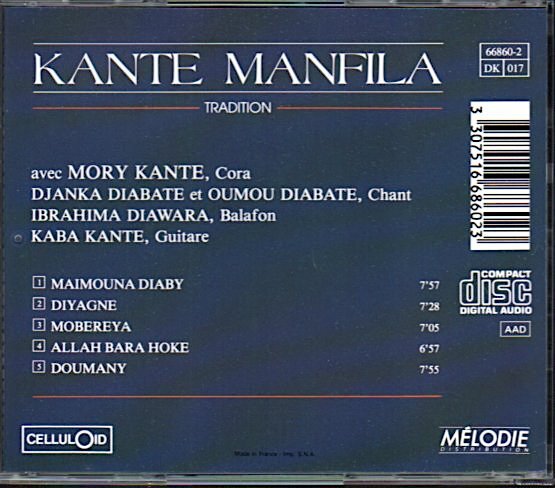 KANTE MANFILA
66860-2
DK 017
TRADITION
3 307516 686023
avec MORY KANTE, Cora
DJANKA DIABATE et OUMOU DIABATE, Chant
IBRAHIMA DIAWARA, Balafon
KABA KANTE, Guitare
1 MAIMOUNA DIABY 7'57
2 DIYAGNE 7'28
3 MOBEREYA 7'05
4 ALLAH BARA HOKE 6'57
5 DOUMANY 7'55
COMPACT
disc
DIGITAL AUDIO
AAD
CELLULOID
Made in France - Imp. S.N.A.
MÉLODIE
DISTRIBUTION